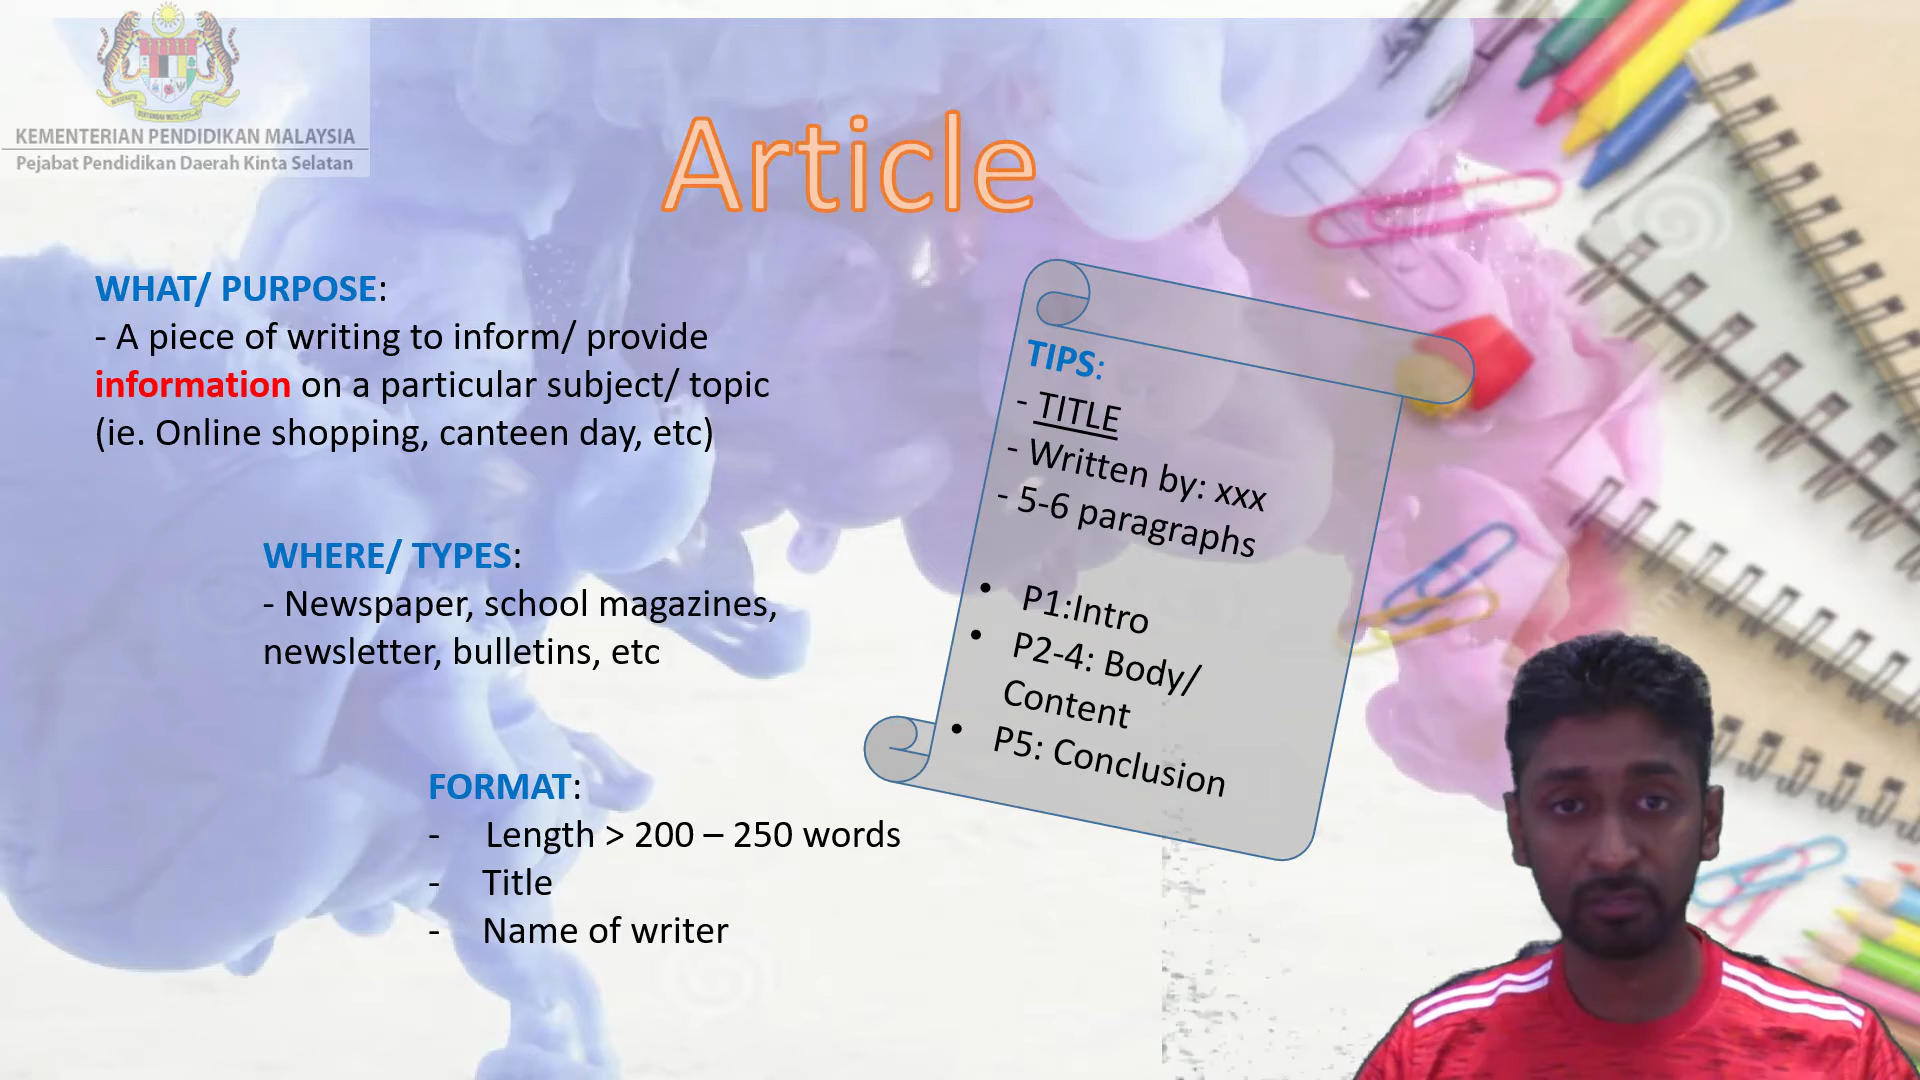 KEMENTERIAN PENDIDIKAN MALAYSIA
Pejabat Pendidikan Daerah Kinta Selatan
Article
WHAT/ PURPOSE:
- A piece of writing to inform/ provide
information on a particular subject/ topic
(ie. Online shopping, canteen day, etc)
WHERE/ TYPES:
- Newspaper, school magazines,
newsletter, bulletins, etc
FORMAT:
- Length > 200 – 250 words
- Title
- Name of writer
TIPS:
- TITLE
- Written by: xxx
- 5-6 paragraphs
• P1:Intro
• P2-4: Body/
Content
• P5: Conclusion